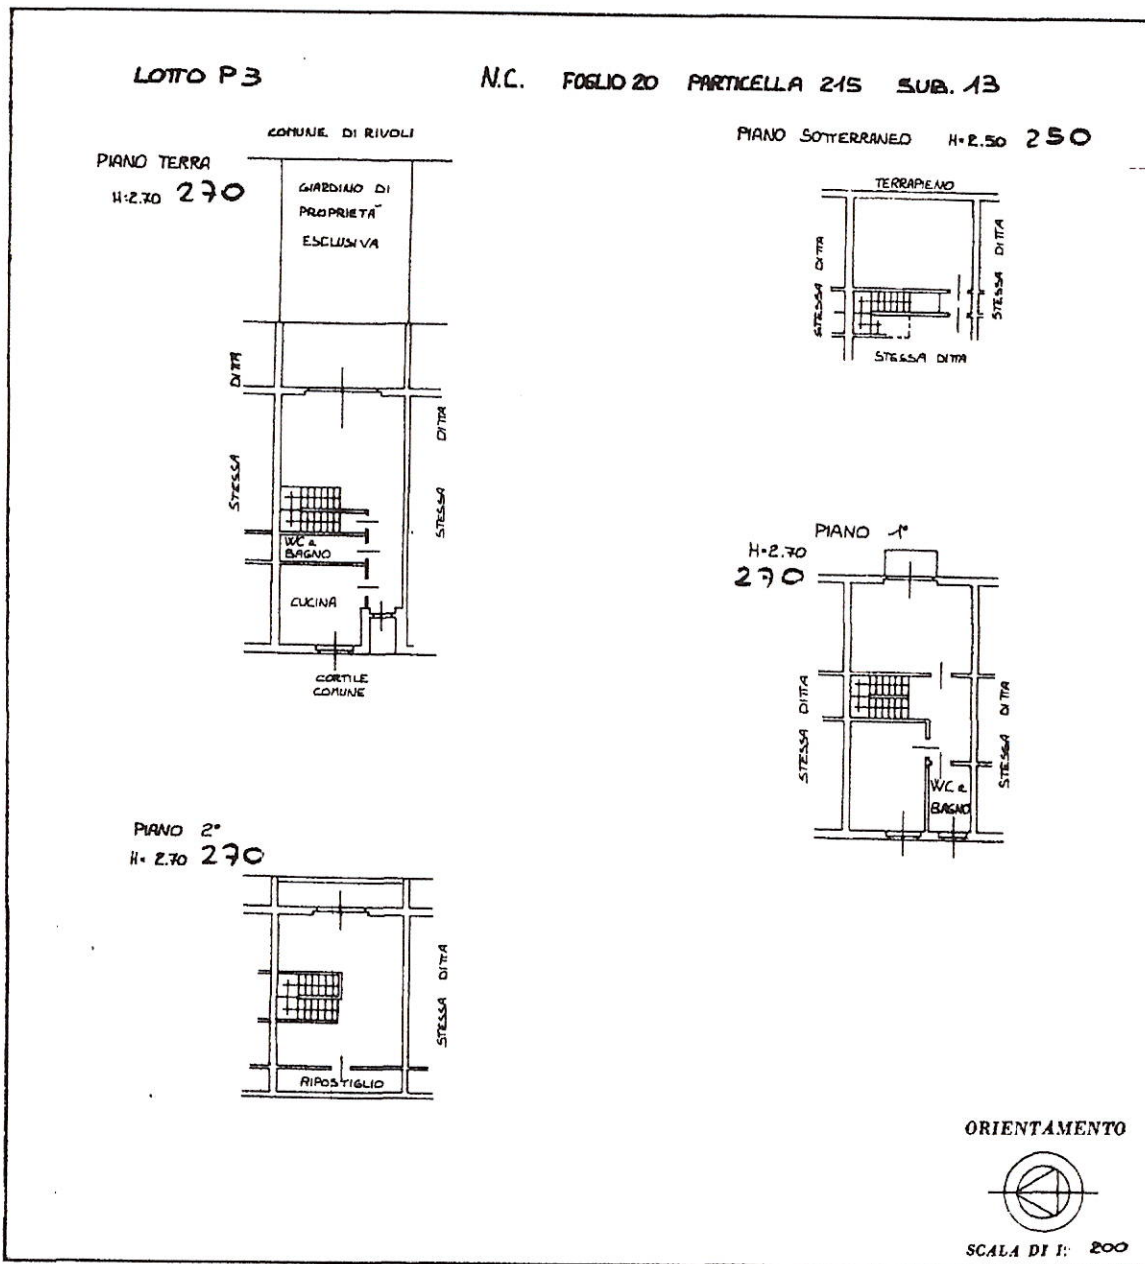 LOTTO P3
N.C. FOGLIO 20 PARTICELLA 215 SUB. 13
COMUNE DI RIVOLI
PIANO TERRA
H=2.70 270
GIARDINO DI
PROPRIETA'
ESCLUSIVA
STESSA DITTA
STESSA DITTA
WC e
BAGNO
CUCINA
CORTILE
COMUNE
PIANO SOTTERRANEO H=2.50 250
TERRAPIENO
STESSA DITTA
STESSA DITTA
STESSA DITTA
PIANO 1°
H=2.70
270
STESSA DITTA
STESSA DITTA
WC e
BAGNO
PIANO 2°
H= 2.70 270
STESSA DITTA
RIPOSTIGLIO
ORIENTAMENTO
SCALA DI 1: 200